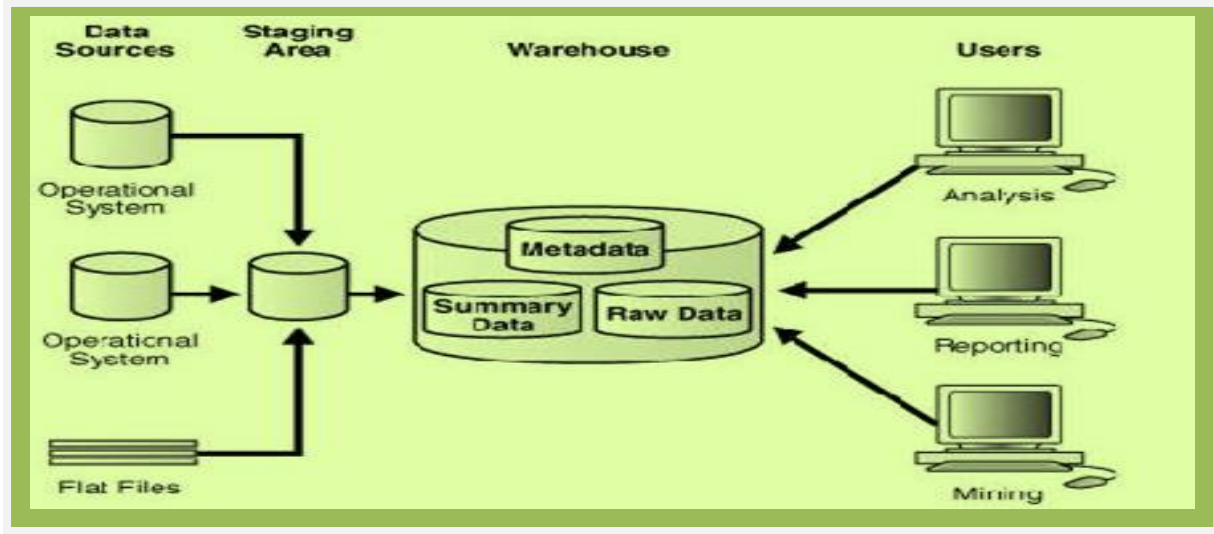 Data
Sources
Staging
Area
Warehouse
Users
Operational
System
Operational
System
Flat Files
Metadata
Summary
Data
Raw Data
Analysis
Reporting
Mining